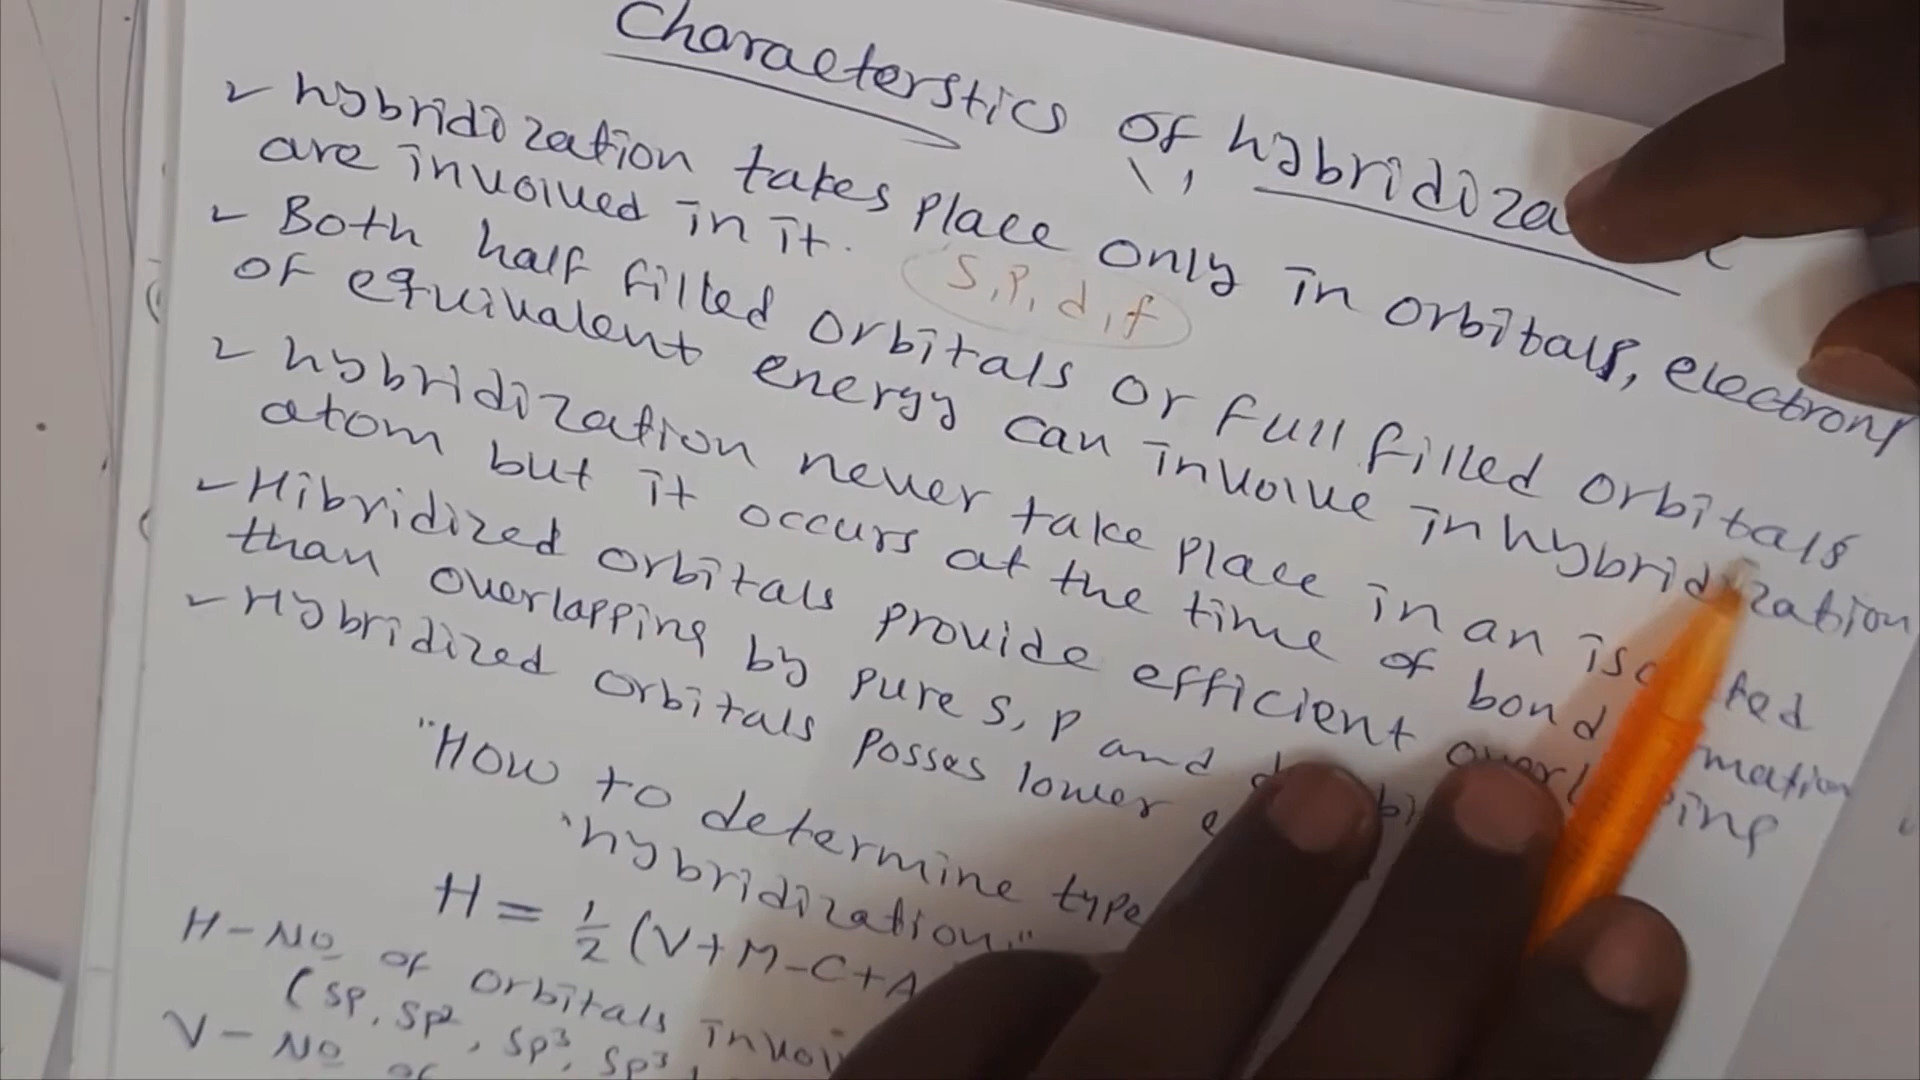 Characterstics of hybridiza
hybridization takes place only in orbitals, electrons
are involved in it.
S, P, d, f
Both half filled orbitals or full filled orbitals
of equivalent energy can involve in hybridization
hybridization never take place in an
atom but it occurs at the time of bond mation
Hibridized orbitals provide efficient
than overlapping by pure s, p and
Hybridized orbitals posses lower
"How to determine type
hybridization"
H = 1/2 (V+M-C+A
H - No of orbitals
(sp, sp², sp³, sp³
V - No of